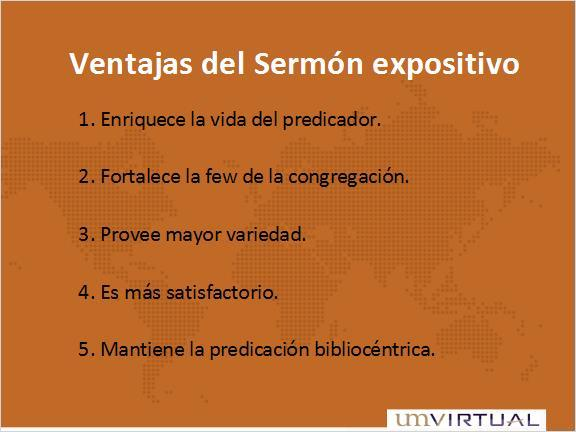 Ventajas del Sermón expositivo
1. Enriquece la vida del predicador.
2. Fortalece la few de la congregación.
3. Provee mayor variedad.
4. Es más satisfactorio.
5. Mantiene la predicación bibliocéntrica.
umVIRTUAL